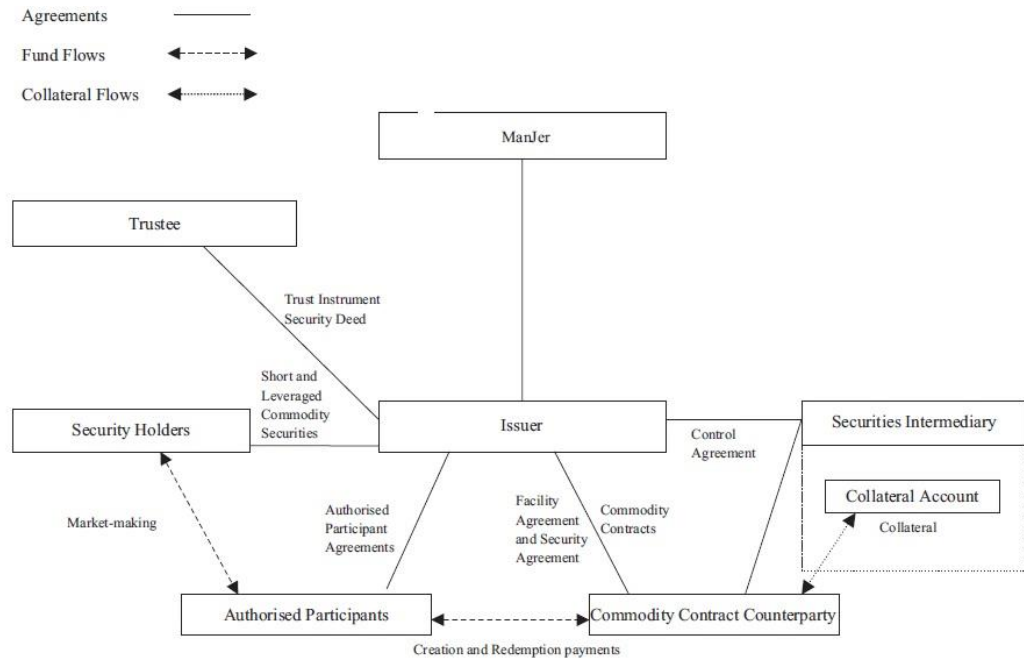 Agreements
Fund Flows
Collateral Flows
ManJer
Trustee
Trust Instrument
Security Deed
Short and
Leveraged
Commodity
Securities
Security Holders
Issuer
Securities Intermediary
Control
Agreement
Collateral Account
Collateral
Market-making
Authorised
Participant
Agreements
Facility
Agreement
and Security
Agreement
Commodity
Contracts
Authorised Participants
Commodity Contract Counterparty
Creation and Redemption payments